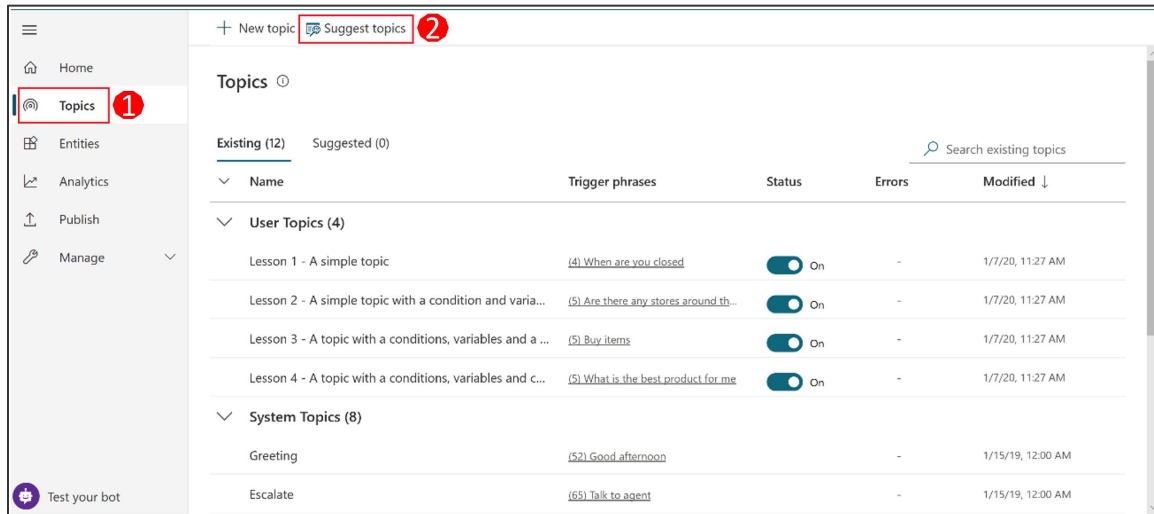 + New topic Suggest topics 2
Home
Topics 1
Entities
Analytics
Publish
Manage
Test your bot
Topics
Existing (12) Suggested (0)
Search existing topics
Name Trigger phrases Status Errors Modified ↓
User Topics (4)
Lesson 1 - A simple topic (4) When are you closed On - 1/7/20, 11:27 AM
Lesson 2 - A simple topic with a condition and varia... (5) Are there any stores around th... On - 1/7/20, 11:27 AM
Lesson 3 - A topic with a conditions, variables and a ... (5) Buy items On - 1/7/20, 11:27 AM
Lesson 4 - A topic with a conditions, variables and c... (5) What is the best product for me On - 1/7/20, 11:27 AM
System Topics (8)
Greeting (52) Good afternoon - 1/15/19, 12:00 AM
Escalate (65) Talk to agent - 1/15/19, 12:00 AM